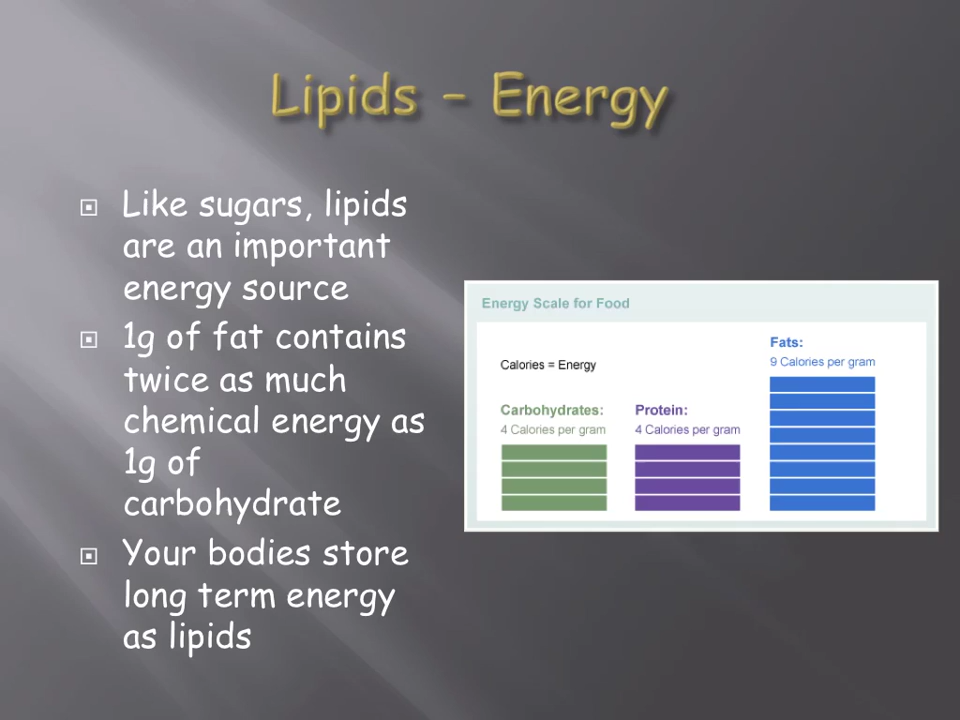 Lipids – Energy
Like sugars, lipids
are an important
energy source
1g of fat contains
twice as much
chemical energy as
1g of
carbohydrate
Your bodies store
long term energy
as lipids
Energy Scale for Food
Calories = Energy
Carbohydrates:
4 Calories per gram
Protein:
4 Calories per gram
Fats:
9 Calories per gram